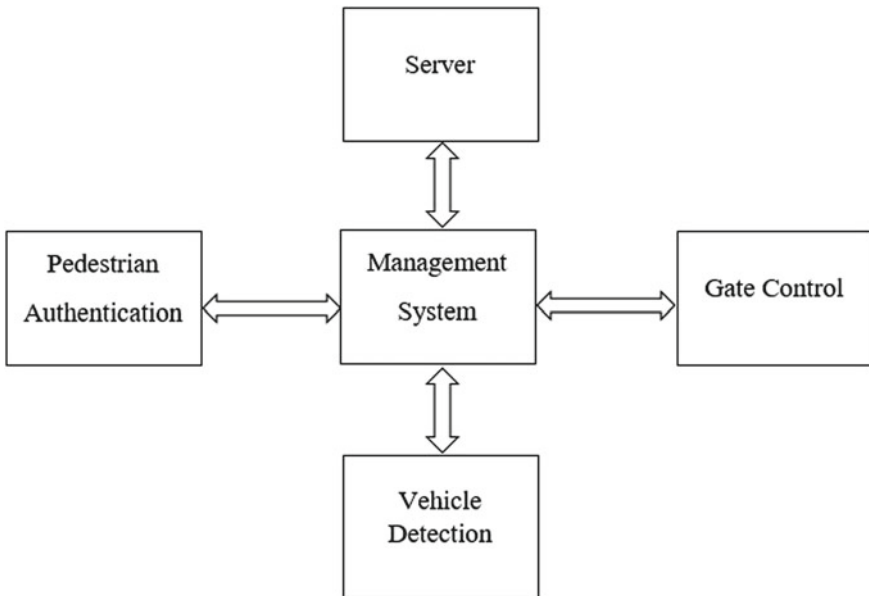 Server
Pedestrian
Authentication
Management
System
Gate Control
Vehicle
Detection